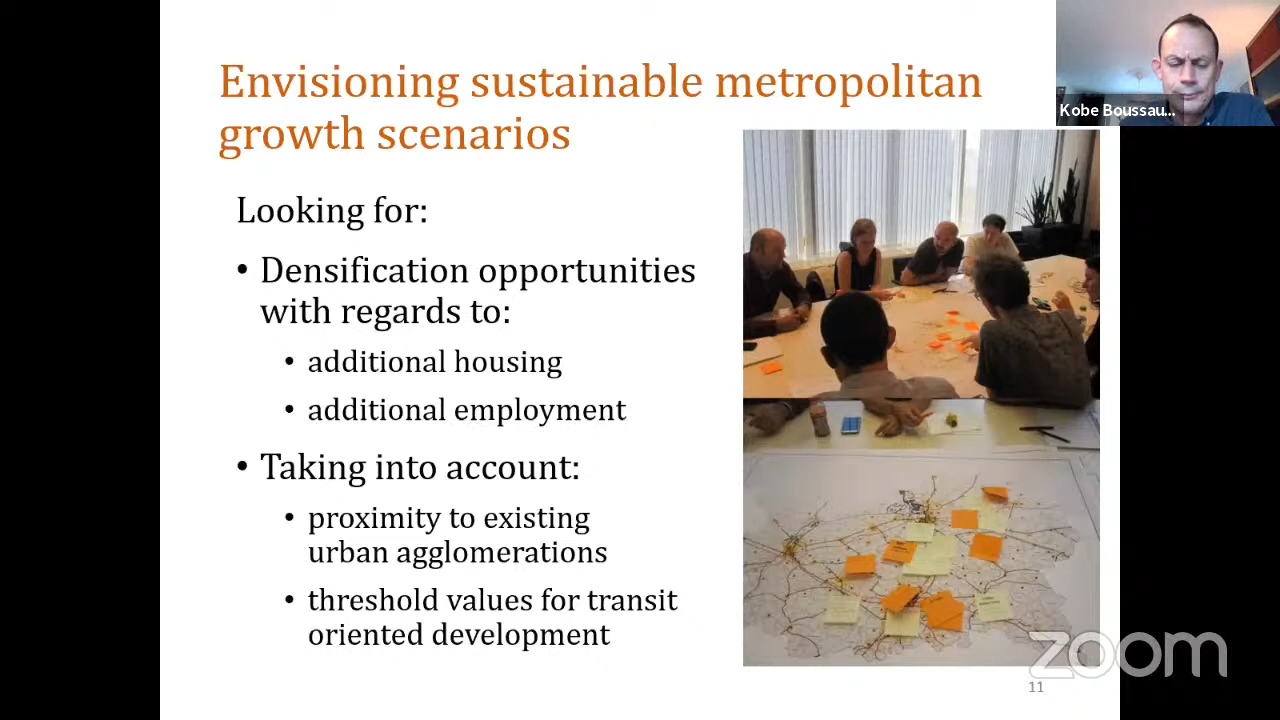 Envisioning sustainable metropolitan
growth scenarios
Kobe Boussau...
Looking for:
• Densification opportunities
with regards to:
• additional housing
• additional employment
• Taking into account:
• proximity to existing
urban agglomerations
• threshold values for transit
oriented development
zoom
11